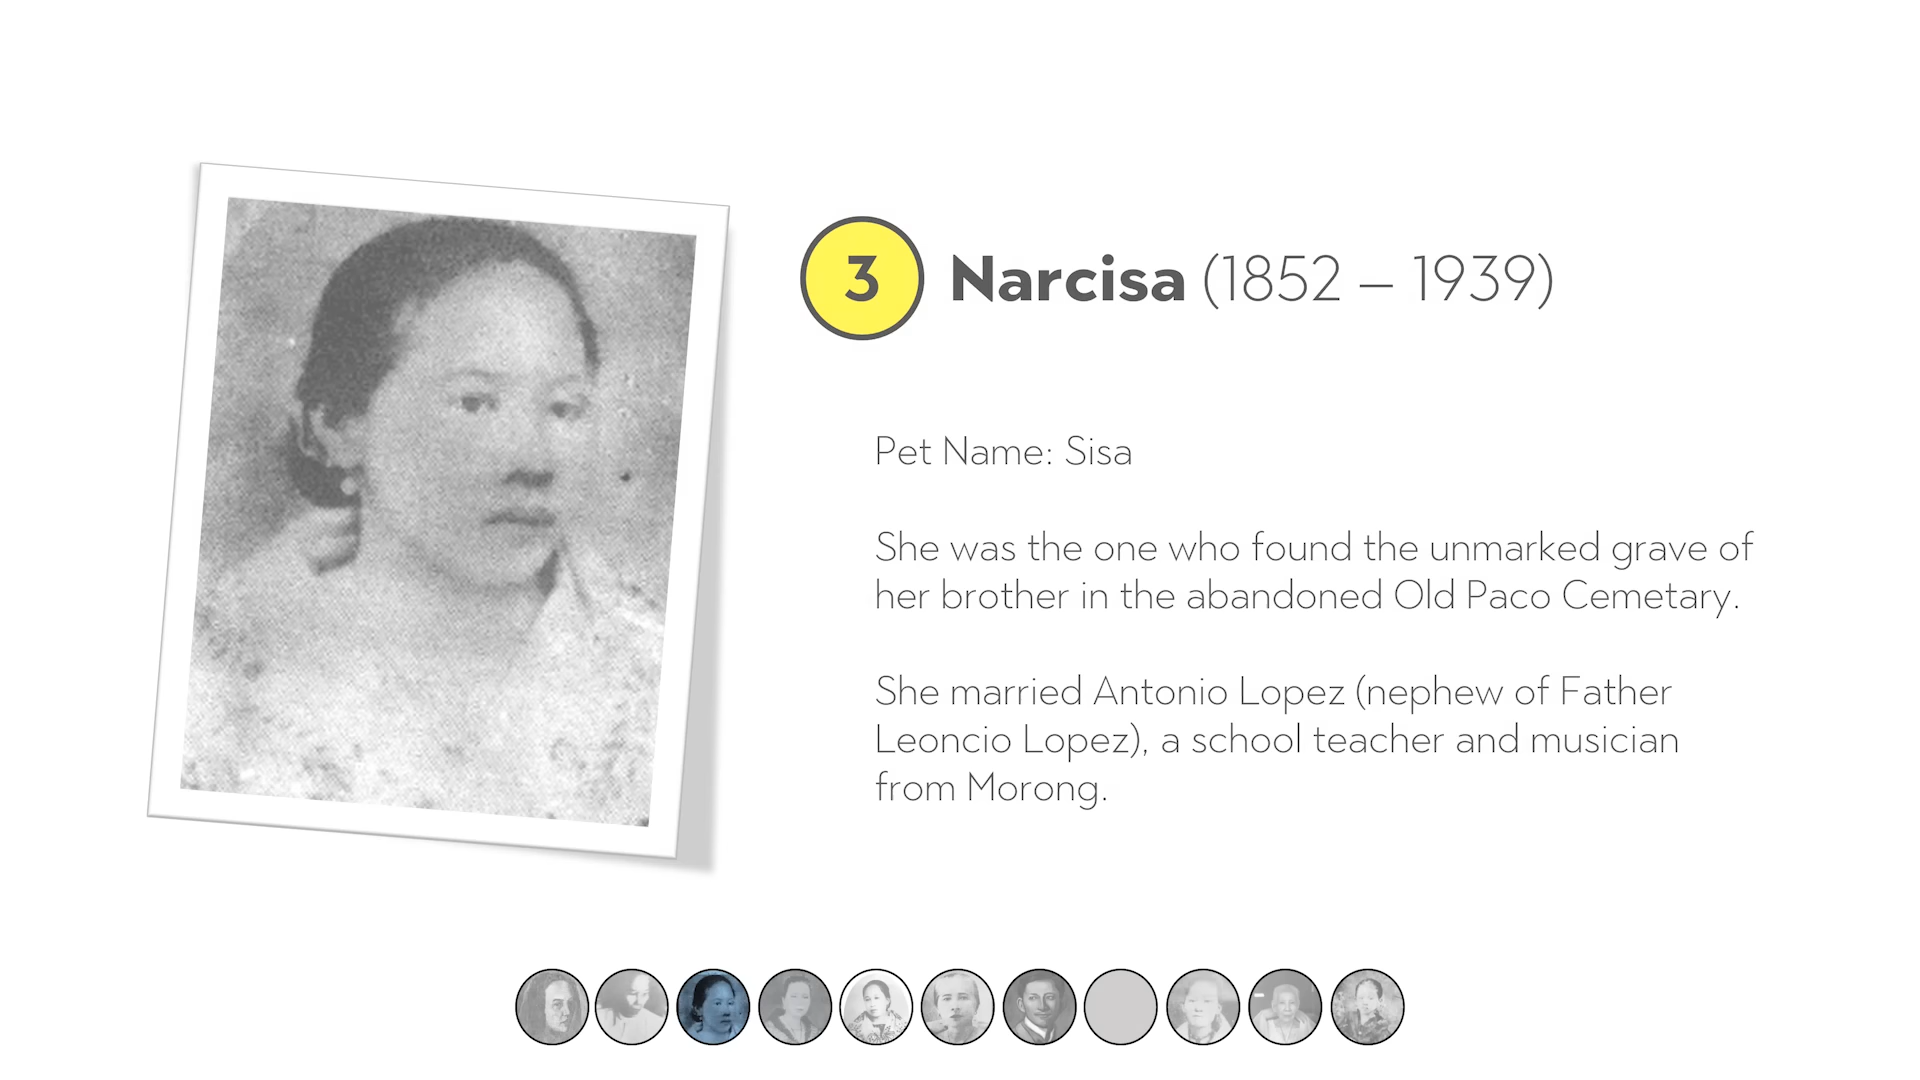 3 Narcisa (1852 – 1939)
Pet Name: Sisa
She was the one who found the unmarked grave of
her brother in the abandoned Old Paco Cemetary.
She married Antonio Lopez (nephew of Father
Leoncio Lopez), a school teacher and musician
from Morong.